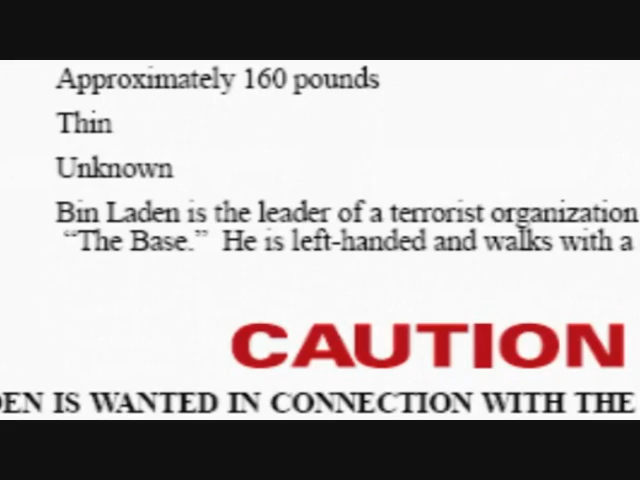 Approximately 160 pounds
Thin
Unknown
Bin Laden is the leader of a terrorist organization
“The Base.” He is left-handed and walks with a
CAUTION
DEN IS WANTED IN CONNECTION WITH THE